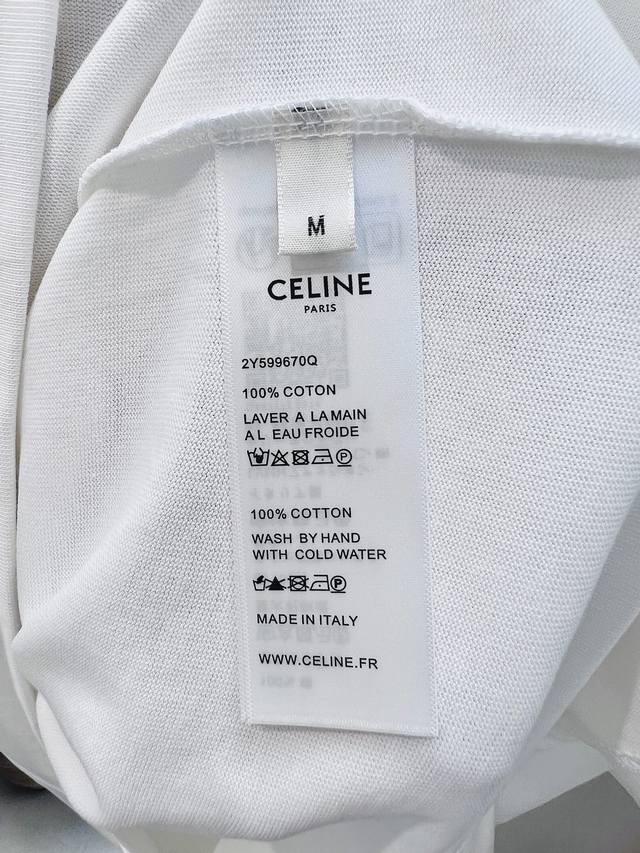 M
CELINE
PARIS
2Y599670Q
100% COTON
LAVER A LA MAIN
A L EAU FROIDE
P
100% COTTON
WASH BY HAND
WITH COLD WATER
P
MADE IN ITALY
WWW.CELINE.FR